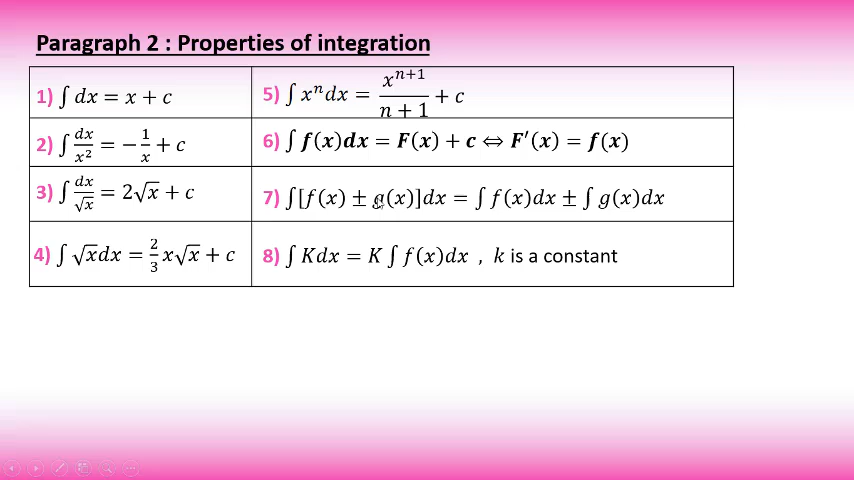 Paragraph 2 : Properties of integration
1) ∫ dx = x + c
5) ∫ xⁿdx = xⁿ⁺¹/(n + 1) + c
2) ∫ dx/x² = −1/x + c
6) ∫ f(x)dx = F(x) + c ⇔ F′(x) = f(x)
3) ∫ dx/√x = 2√x + c
7) ∫[f(x) ± g(x)]dx = ∫ f(x)dx ± ∫ g(x)dx
4) ∫ √xdx = 2/3 x√x + c
8) ∫ Kdx = K ∫ f(x)dx , k is a constant